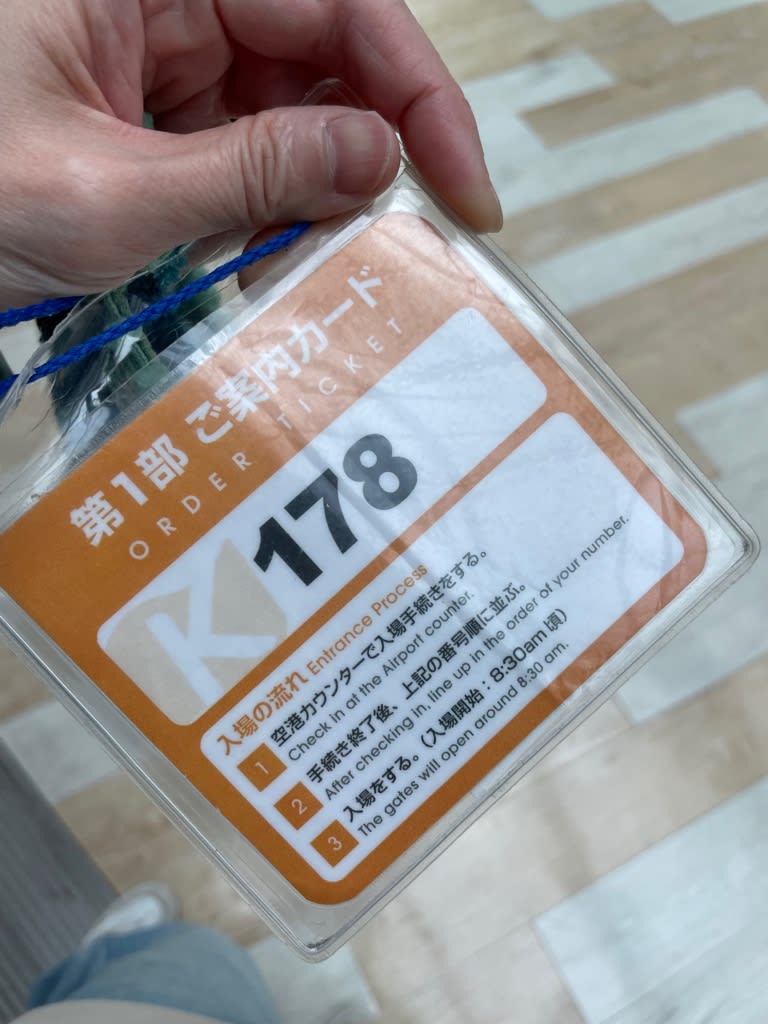 第1部 ご案内カード
ORDER TICKET
K 178
入場の流れ Entrance Process
1 空港カウンターで入場手続きをする。
Check in at the Airport counter.
2 手続き終了後、上記の番号順に並ぶ。
After checking in, line up in the order of your number.
3 入場をする。(入場開始：8:30am 頃)
The gates will open around 8:30 am.